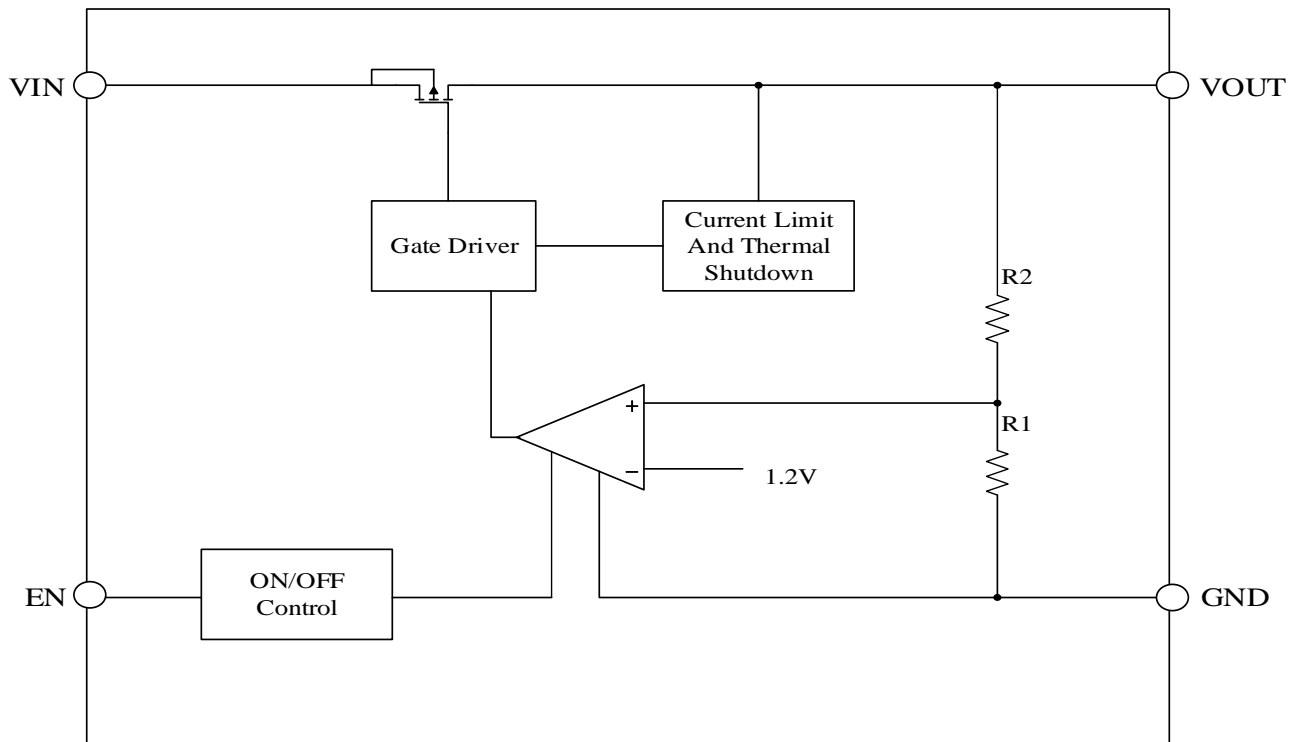 VIN
VOUT
Gate Driver
Current Limit
And Thermal
Shutdown
R2
+
R1
−
1.2V
EN
ON/OFF
Control
GND